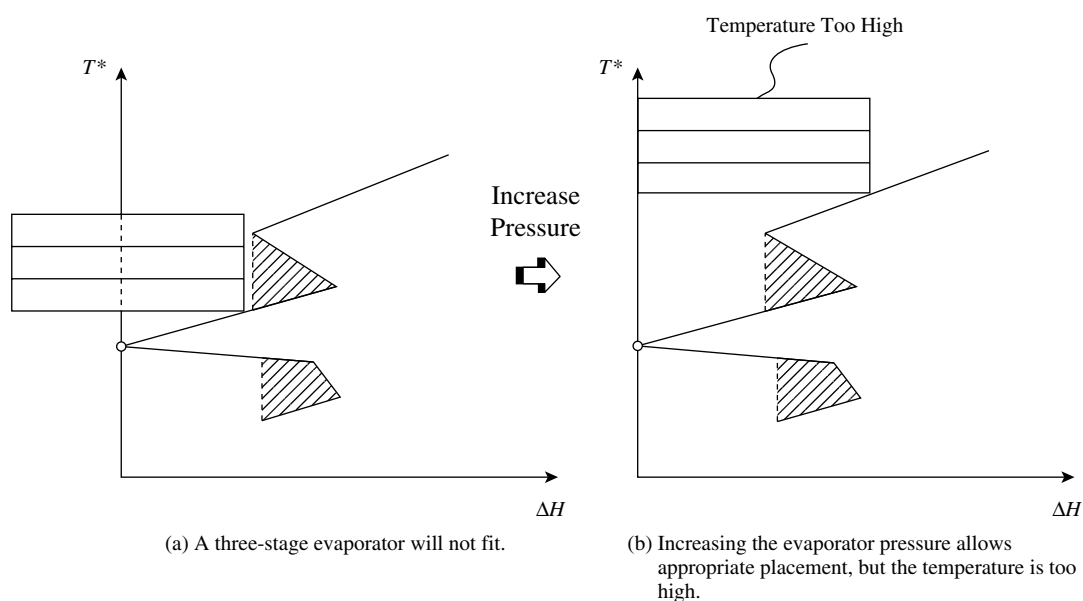 Temperature Too High
T*
T*
Increase
Pressure
ΔH
ΔH
(a) A three-stage evaporator will not fit.
(b) Increasing the evaporator pressure allows
appropriate placement, but the temperature is too
high.